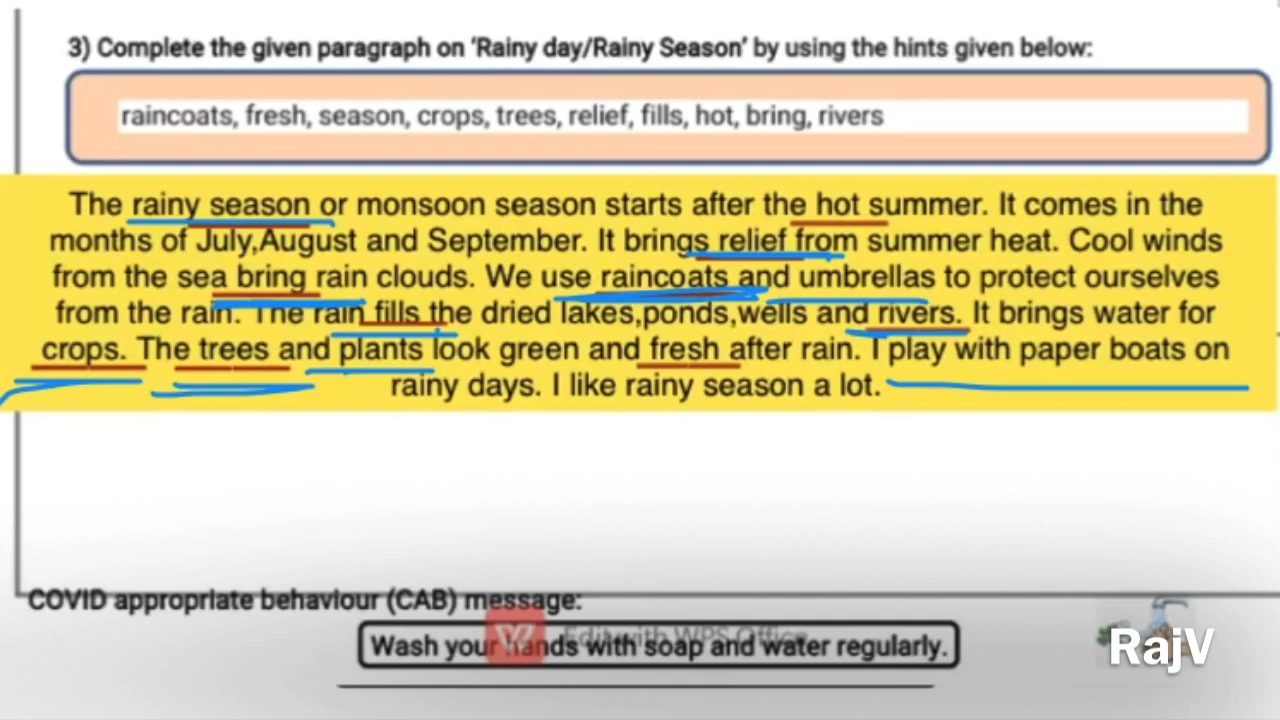 3) Complete the given paragraph on ‘Rainy day/Rainy Season’ by using the hints given below:
raincoats, fresh, season, crops, trees, relief, fills, hot, bring, rivers
The rainy season or monsoon season starts after the hot summer. It comes in the
months of July,August and September. It brings relief from summer heat. Cool winds
from the sea bring rain clouds. We use raincoats and umbrellas to protect ourselves
from the rain. The rain fills the dried lakes,ponds,wells and rivers. It brings water for
crops. The trees and plants look green and fresh after rain. I play with paper boats on
rainy days. I like rainy season a lot.
COVID appropriate behaviour (CAB) message:
Edit with WPS Office
Wash your hands with soap and water regularly.
RajV